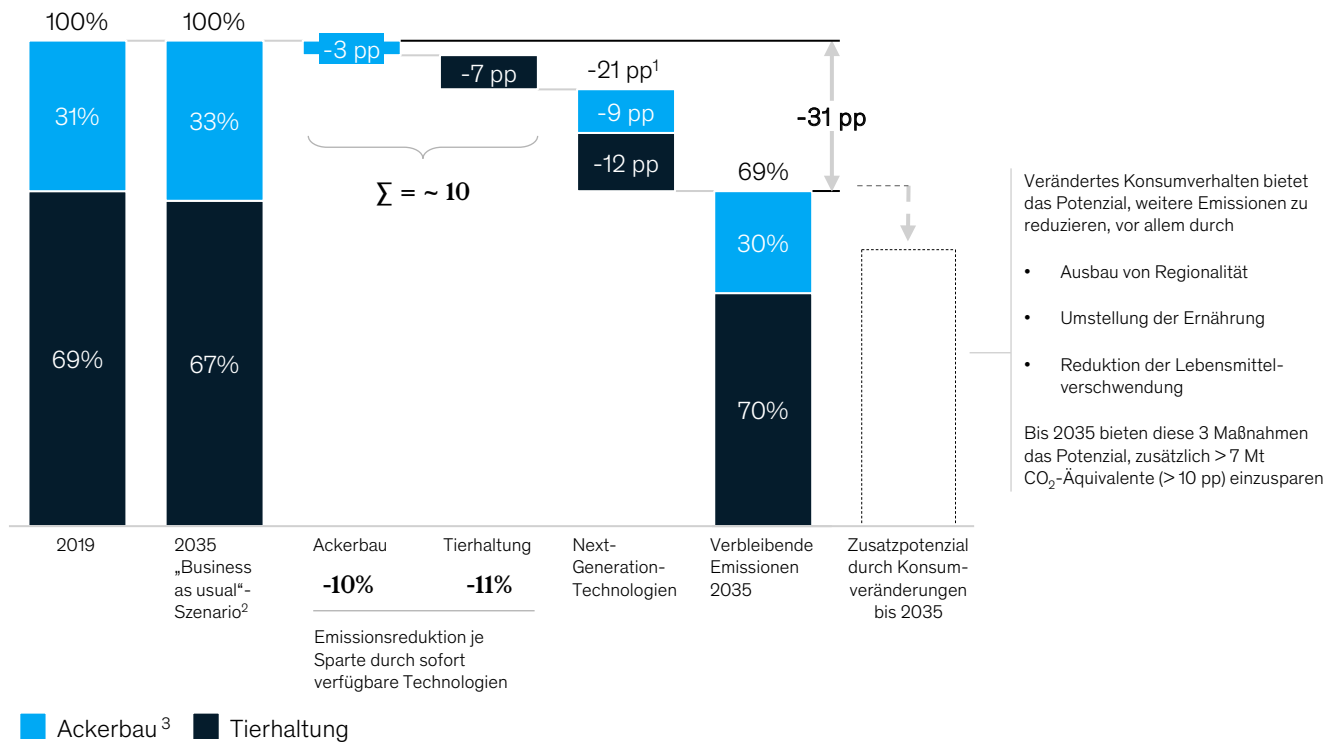 100%
100%
31%
69%
33%
67%
-3 pp
-7 pp
∑ = ~ 10
-21 pp¹
-9 pp
-12 pp
-31 pp
69%
30%
70%
Verändertes Konsumverhalten bietet
das Potenzial, weitere Emissionen zu
reduzieren, vor allem durch
• Ausbau von Regionalität
• Umstellung der Ernährung
• Reduktion der Lebensmittel-
verschwendung
Bis 2035 bieten diese 3 Maßnahmen
das Potenzial, zusätzlich > 7 Mt
CO₂-Äquivalente (> 10 pp) einzusparen
2019
2035
„Business
as usual“-
Szenario²
Ackerbau
-10%
Tierhaltung
-11%
Emissionsreduktion je
Sparte durch sofort
verfügbare Technologien
Next-
Generation-
Technologien
Verbleibende
Emissionen
2035
Zusatzpotenzial
durch Konsum-
veränderungen
bis 2035
Ackerbau³
Tierhaltung